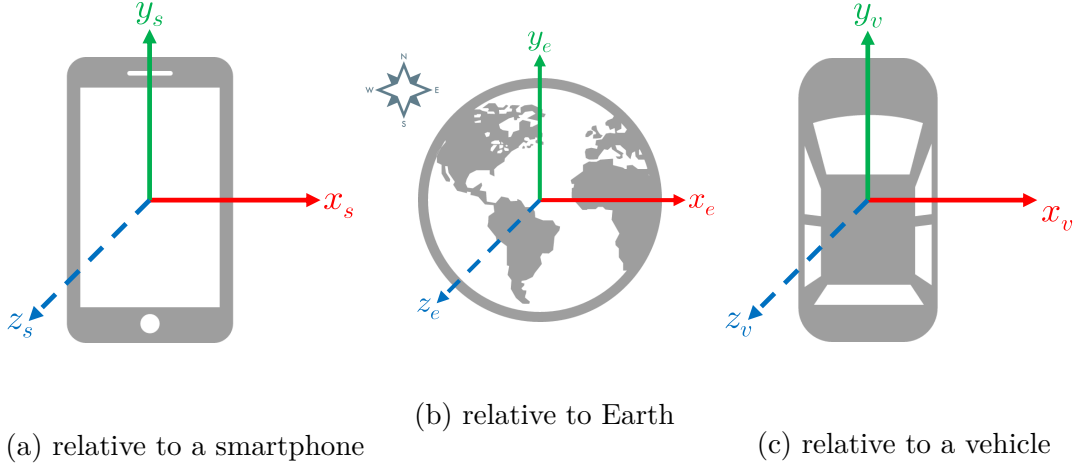 y_s
x_s
z_s
(a) relative to a smartphone
N
W E
S
y_e
x_e
z_e
(b) relative to Earth
y_v
x_v
z_v
(c) relative to a vehicle